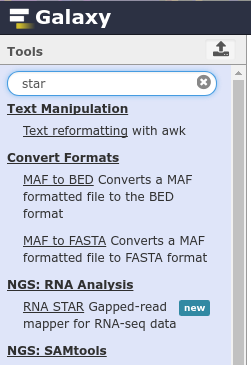 Galaxy
Tools
star
Text Manipulation
Text reformatting with awk
Convert Formats
MAF to BED Converts a MAF
formatted file to the BED
format
MAF to FASTA Converts a MAF
formatted file to FASTA format
NGS: RNA Analysis
RNA STAR Gapped-read new
mapper for RNA-seq data
NGS: SAMtools